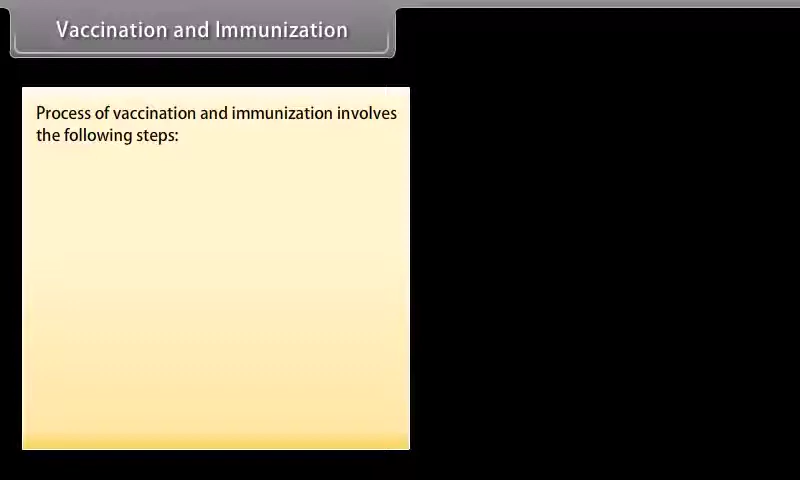 Vaccination and Immunization
Process of vaccination and immunization involves
the following steps: